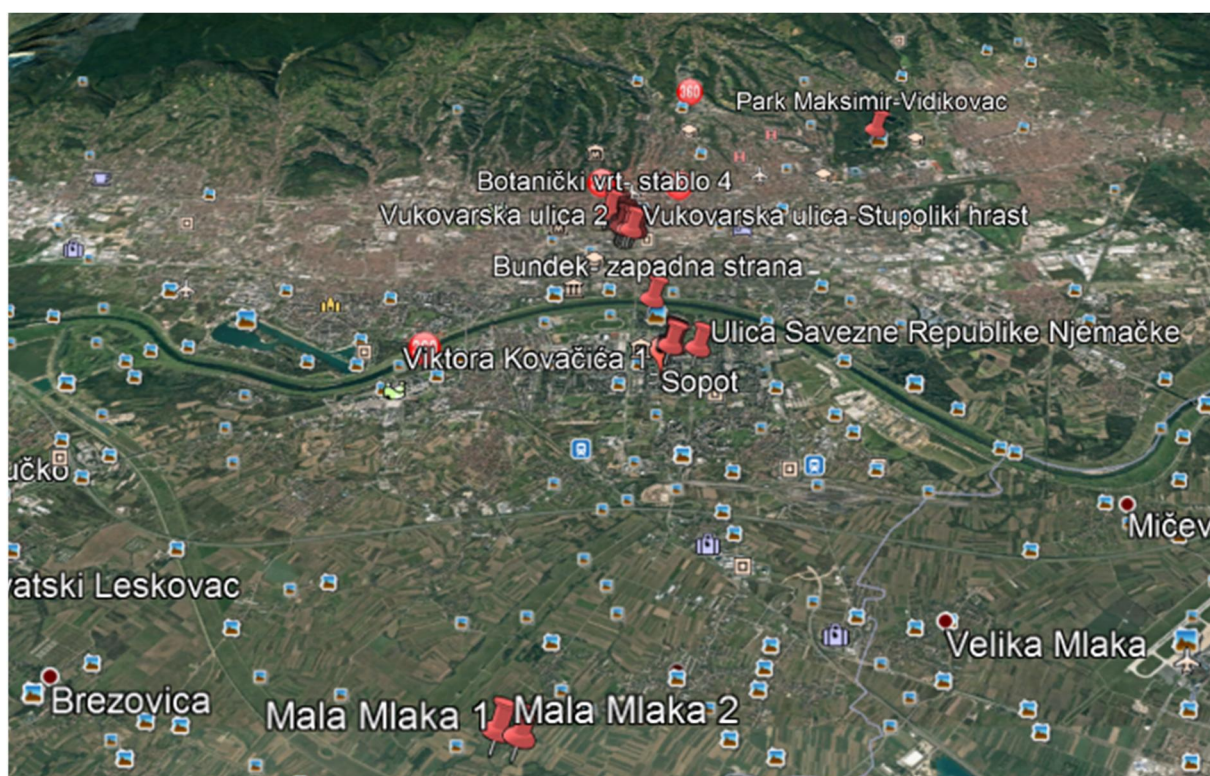 Park Maksimir-Vidikovac
Botanički vrt- stablo 4
Vukovarska ulica 2
Vukovarska ulica-Stupoliki hrast
Bundek- zapadna strana
Ulica Savezne Republike Njemačke
Viktora Kovačića 1
Sopot
učko
Mičev
vatski Leskovac
Velika Mlaka
Brezovica
Mala Mlaka 1
Mala Mlaka 2
360